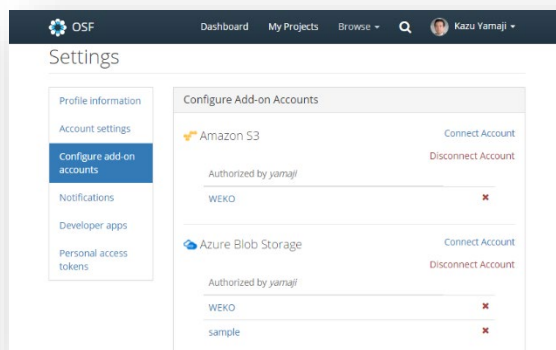 OSF Dashboard My Projects Browse Kazu Yamaji
Settings
Profile information
Account settings
Configure add-on
accounts
Notifications
Developer apps
Personal access
tokens
Configure Add-on Accounts
Amazon S3 Connect Account
Disconnect Account
Authorized by yamaji
WEKO
Azure Blob Storage Connect Account
Disconnect Account
Authorized by yamaji
WEKO
sample